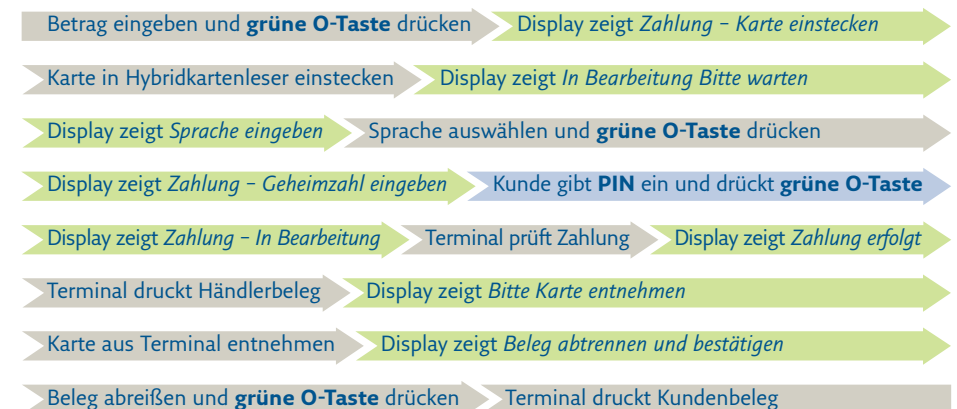 Betrag eingeben und grüne O-Taste drücken Display zeigt Zahlung – Karte einstecken
Karte in Hybridkartenleser einstecken Display zeigt In Bearbeitung Bitte warten
Display zeigt Sprache eingeben Sprache auswählen und grüne O-Taste drücken
Display zeigt Zahlung – Geheimzahl eingeben Kunde gibt PIN ein und drückt grüne O-Taste
Display zeigt Zahlung – In Bearbeitung Terminal prüft Zahlung Display zeigt Zahlung erfolgt
Terminal druckt Händlerbeleg Display zeigt Bitte Karte entnehmen
Karte aus Terminal entnehmen Display zeigt Beleg abtrennen und bestätigen
Beleg abreißen und grüne O-Taste drücken Terminal druckt Kundenbeleg